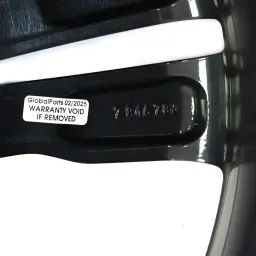 GlobalParts 02/2025
WARRANTY VOID
IF REMOVED